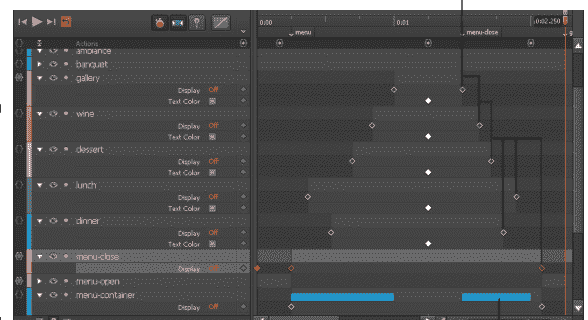 0:00 0:01 0:02.250
menu menu-close
Actions
ambiance
banquet
gallery
Display Off
Text Color
wine
Display Off
Text Color
dessert
Display Off
Text Color
lunch
Display Off
Text Color
dinner
Display Off
Text Color
menu-close
Display Off
menu-open
menu-container
Display Off